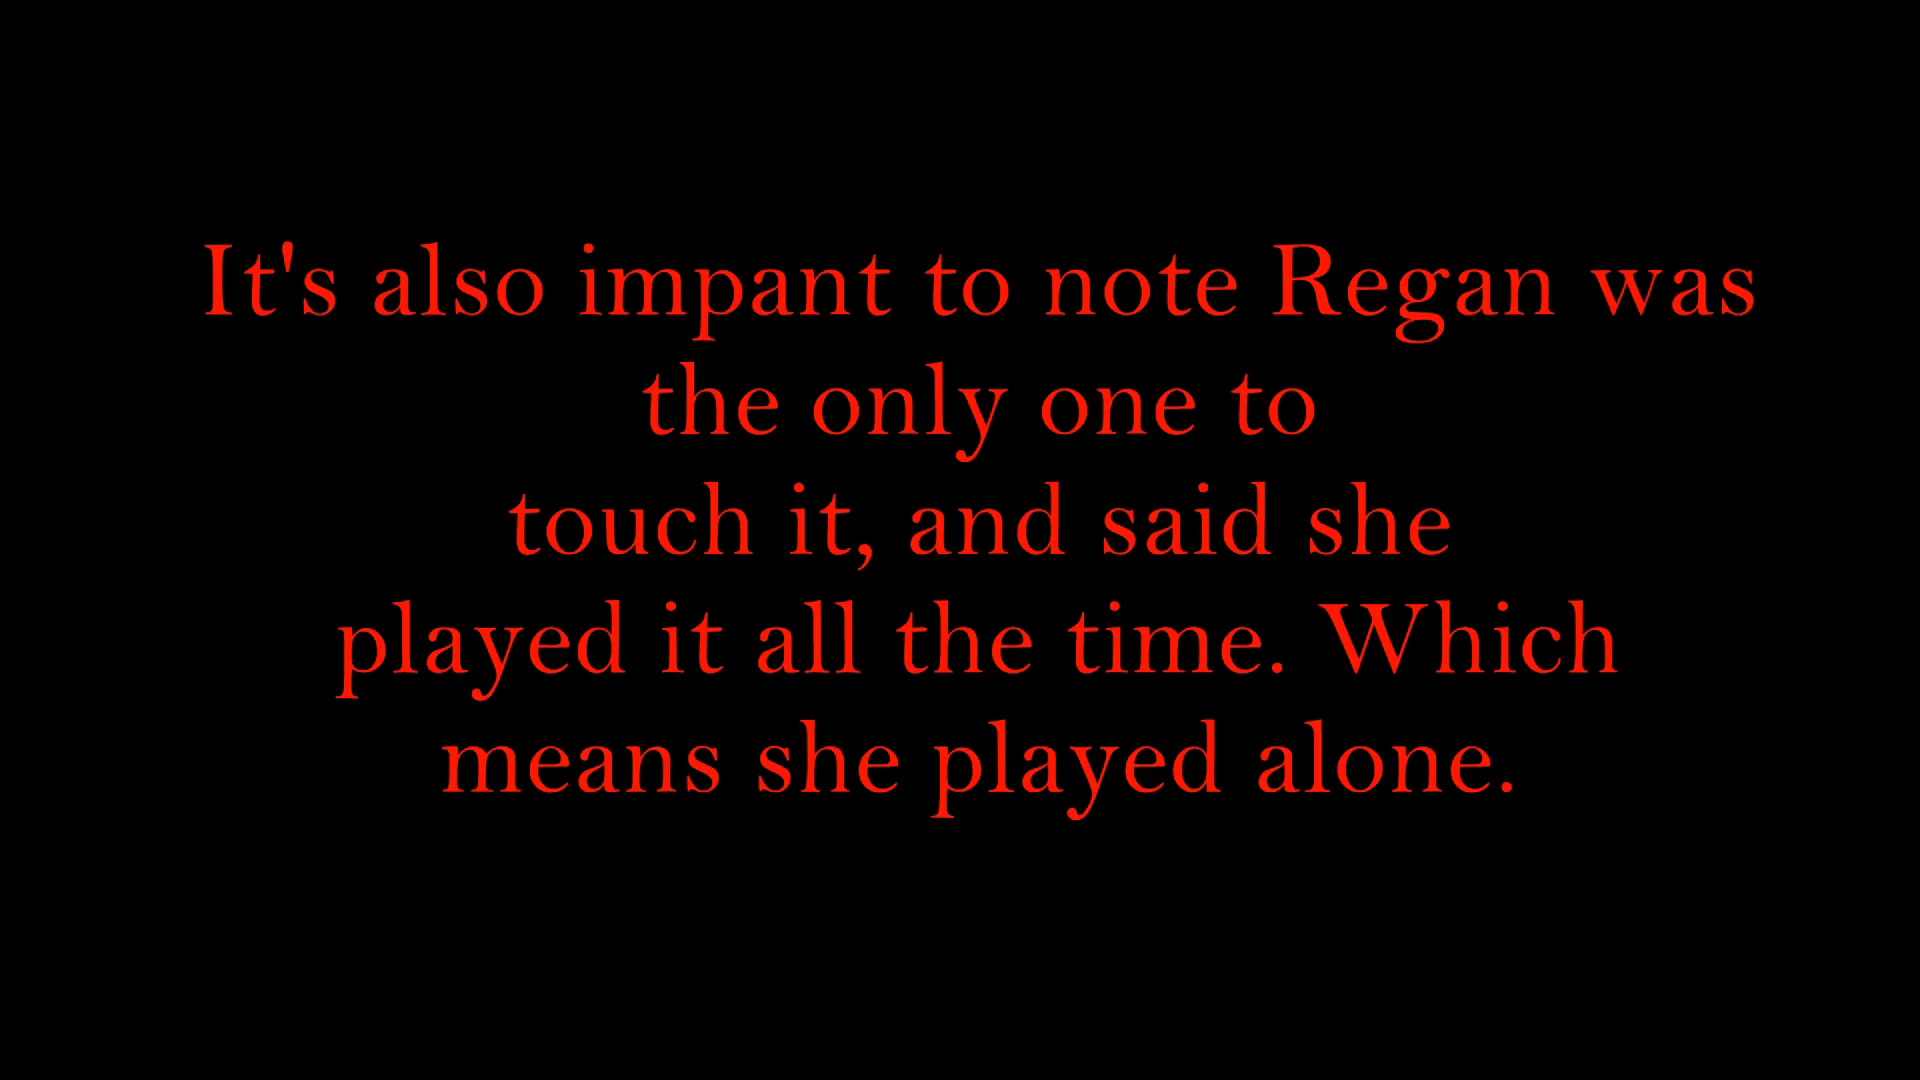 It's also impant to note Regan was
the only one to
touch it, and said she
played it all the time. Which
means she played alone.